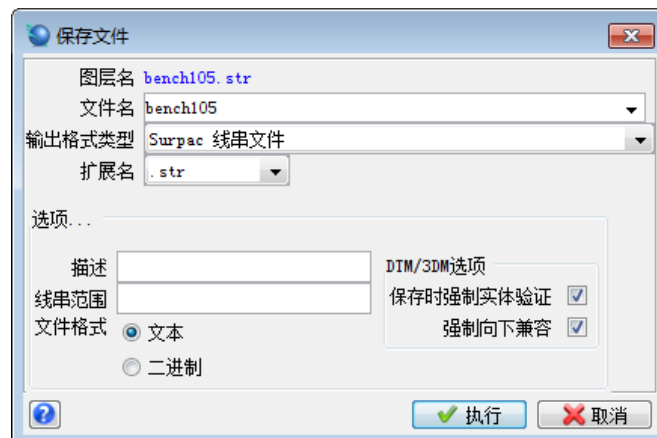 保存文件
图层名 bench105.str
文件名 bench105
输出格式类型 Surpac 线串文件
扩展名 .str
选项...
描述
线串范围
文件格式 文本
二进制
DTM/3DM选项
保存时强制实体验证
强制向下兼容
执行 取消